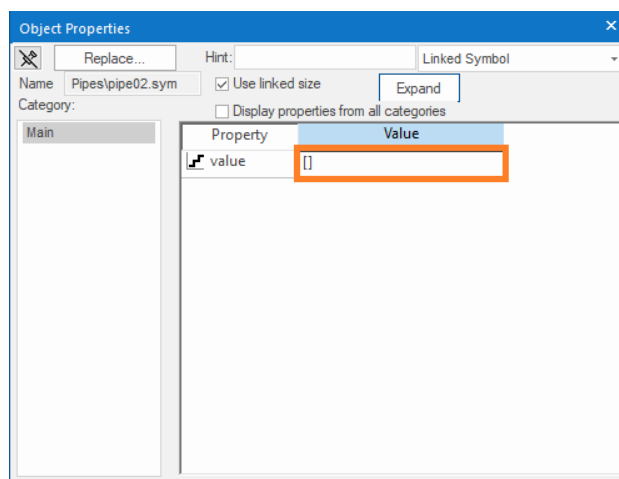 Object Properties
Replace... Hint: Linked Symbol
Name Pipes\pipe02.sym Use linked size Expand
Category: Display properties from all categories
Main Property Value
value []